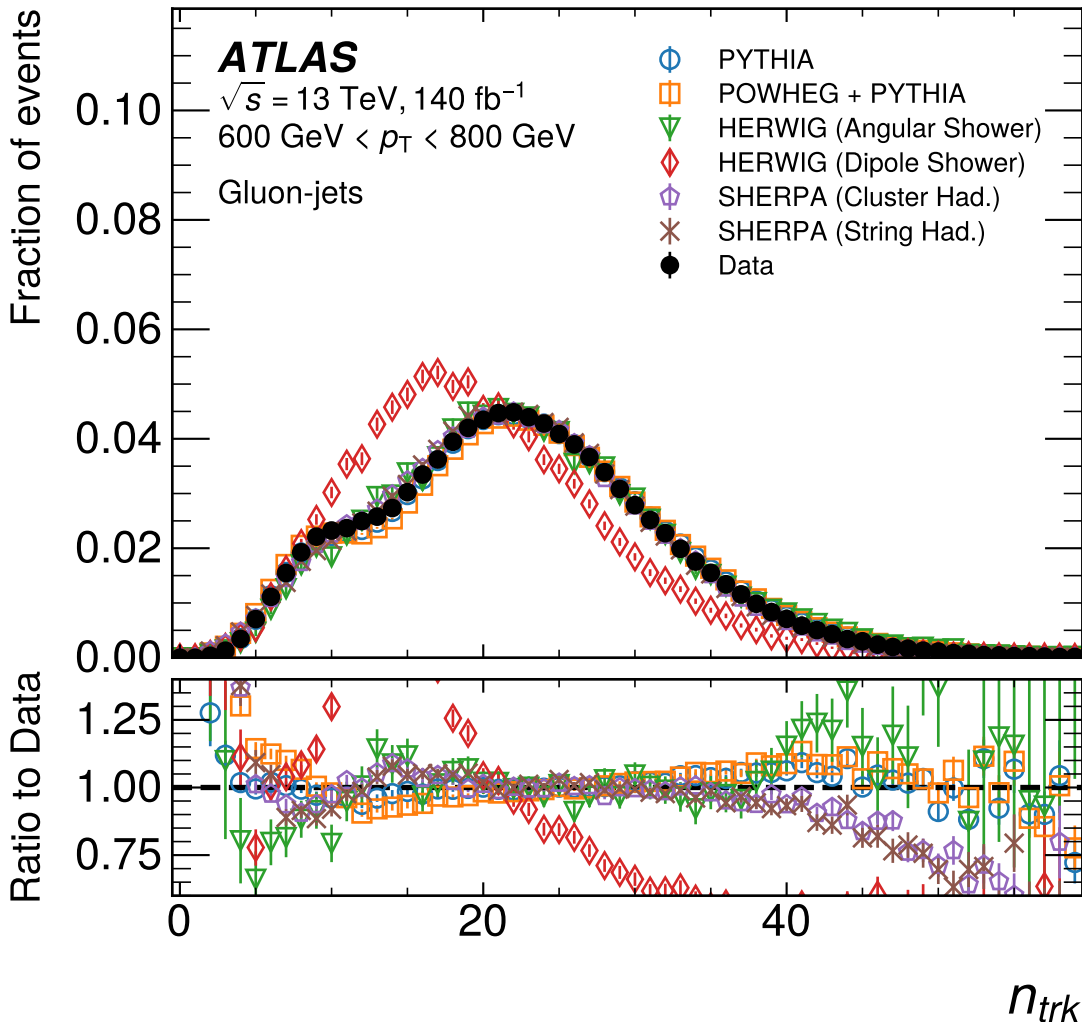 ATLAS
√s = 13 TeV, 140 fb⁻¹
600 GeV < pT < 800 GeV
Gluon-jets
PYTHIA
POWHEG + PYTHIA
HERWIG (Angular Shower)
HERWIG (Dipole Shower)
SHERPA (Cluster Had.)
SHERPA (String Had.)
Data
Fraction of events
0.10
0.08
0.06
0.04
0.02
0.00
Ratio to Data
1.25
1.00
0.75
0
20
40
ntrk